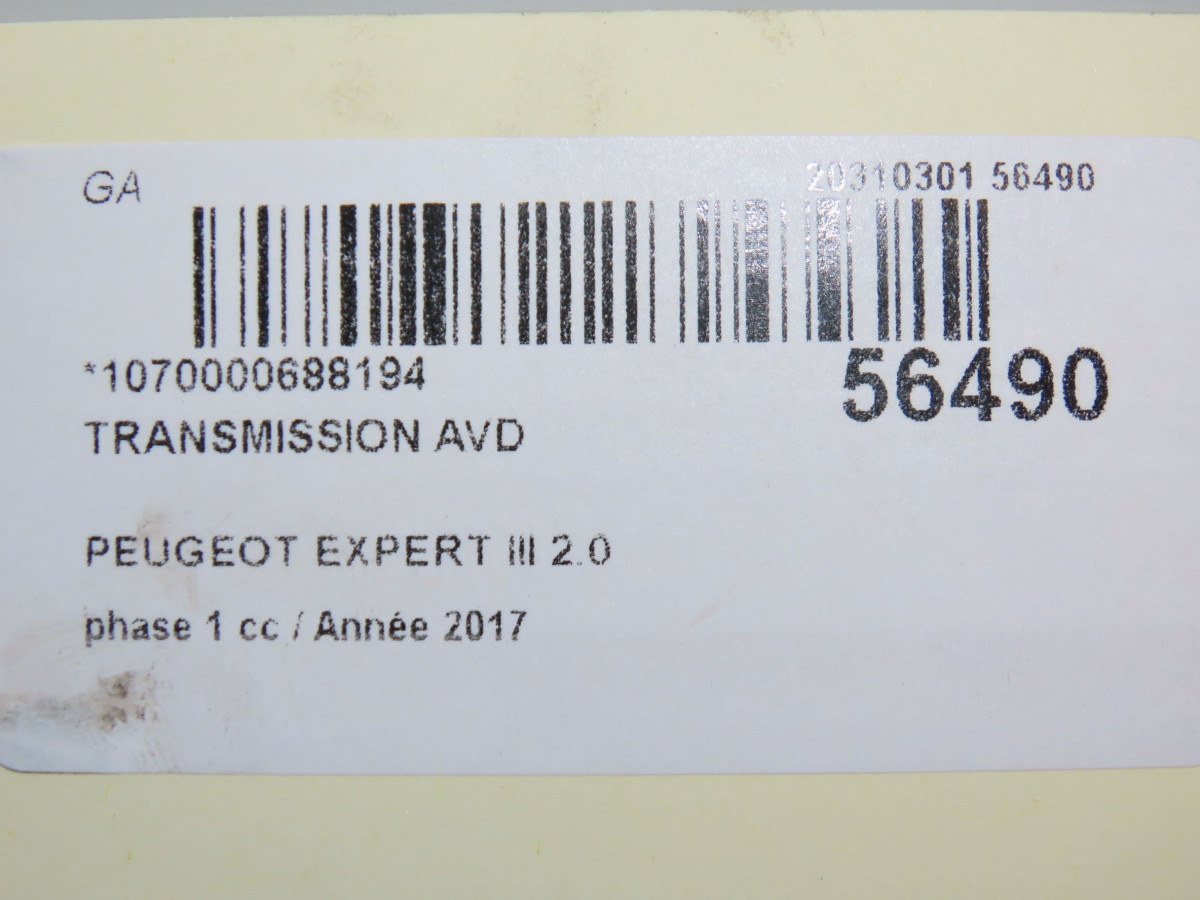 GA
20310301 56490
*1070000688194
56490
TRANSMISSION AVD
PEUGEOT EXPERT III 2.0
phase 1 cc / Année 2017